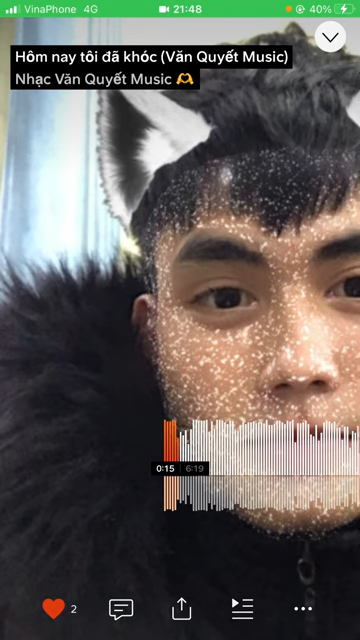 VinaPhone 4G 21:48 40%
Hôm nay tôi đã khóc (Văn Quyết Music)
Nhạc Văn Quyết Music 🫶
0:15 6:19
2